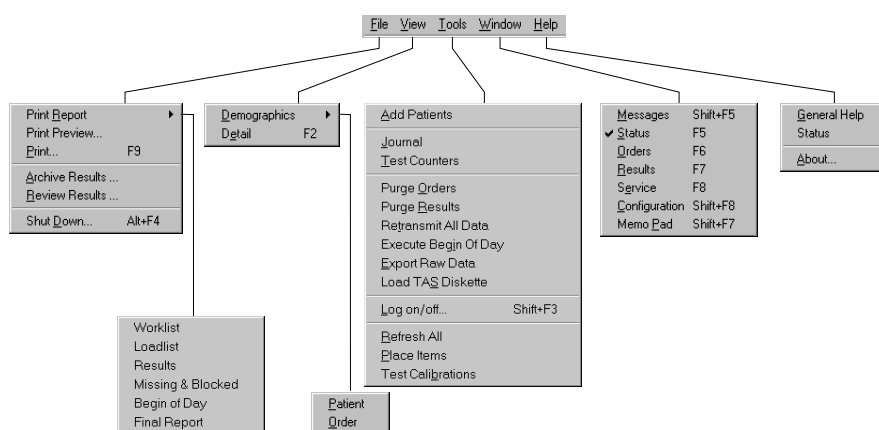 File View Tools Window Help
Print Report
Print Preview...
Print... F9
Archive Results ...
Review Results ...
Shut Down... Alt+F4
Worklist
Loadlist
Results
Missing & Blocked
Begin of Day
Final Report
Demographics
Detail F2
Patient
Order
Add Patients
Journal
Test Counters
Purge Orders
Purge Results
Retransmit All Data
Execute Begin Of Day
Export Raw Data
Load TAS Diskette
Log on/off... Shift+F3
Refresh All
Place Items
Test Calibrations
Messages Shift+F5
Status F5
Orders F6
Results F7
Service F8
Configuration Shift+F8
Memo Pad Shift+F7
General Help
Status
About...